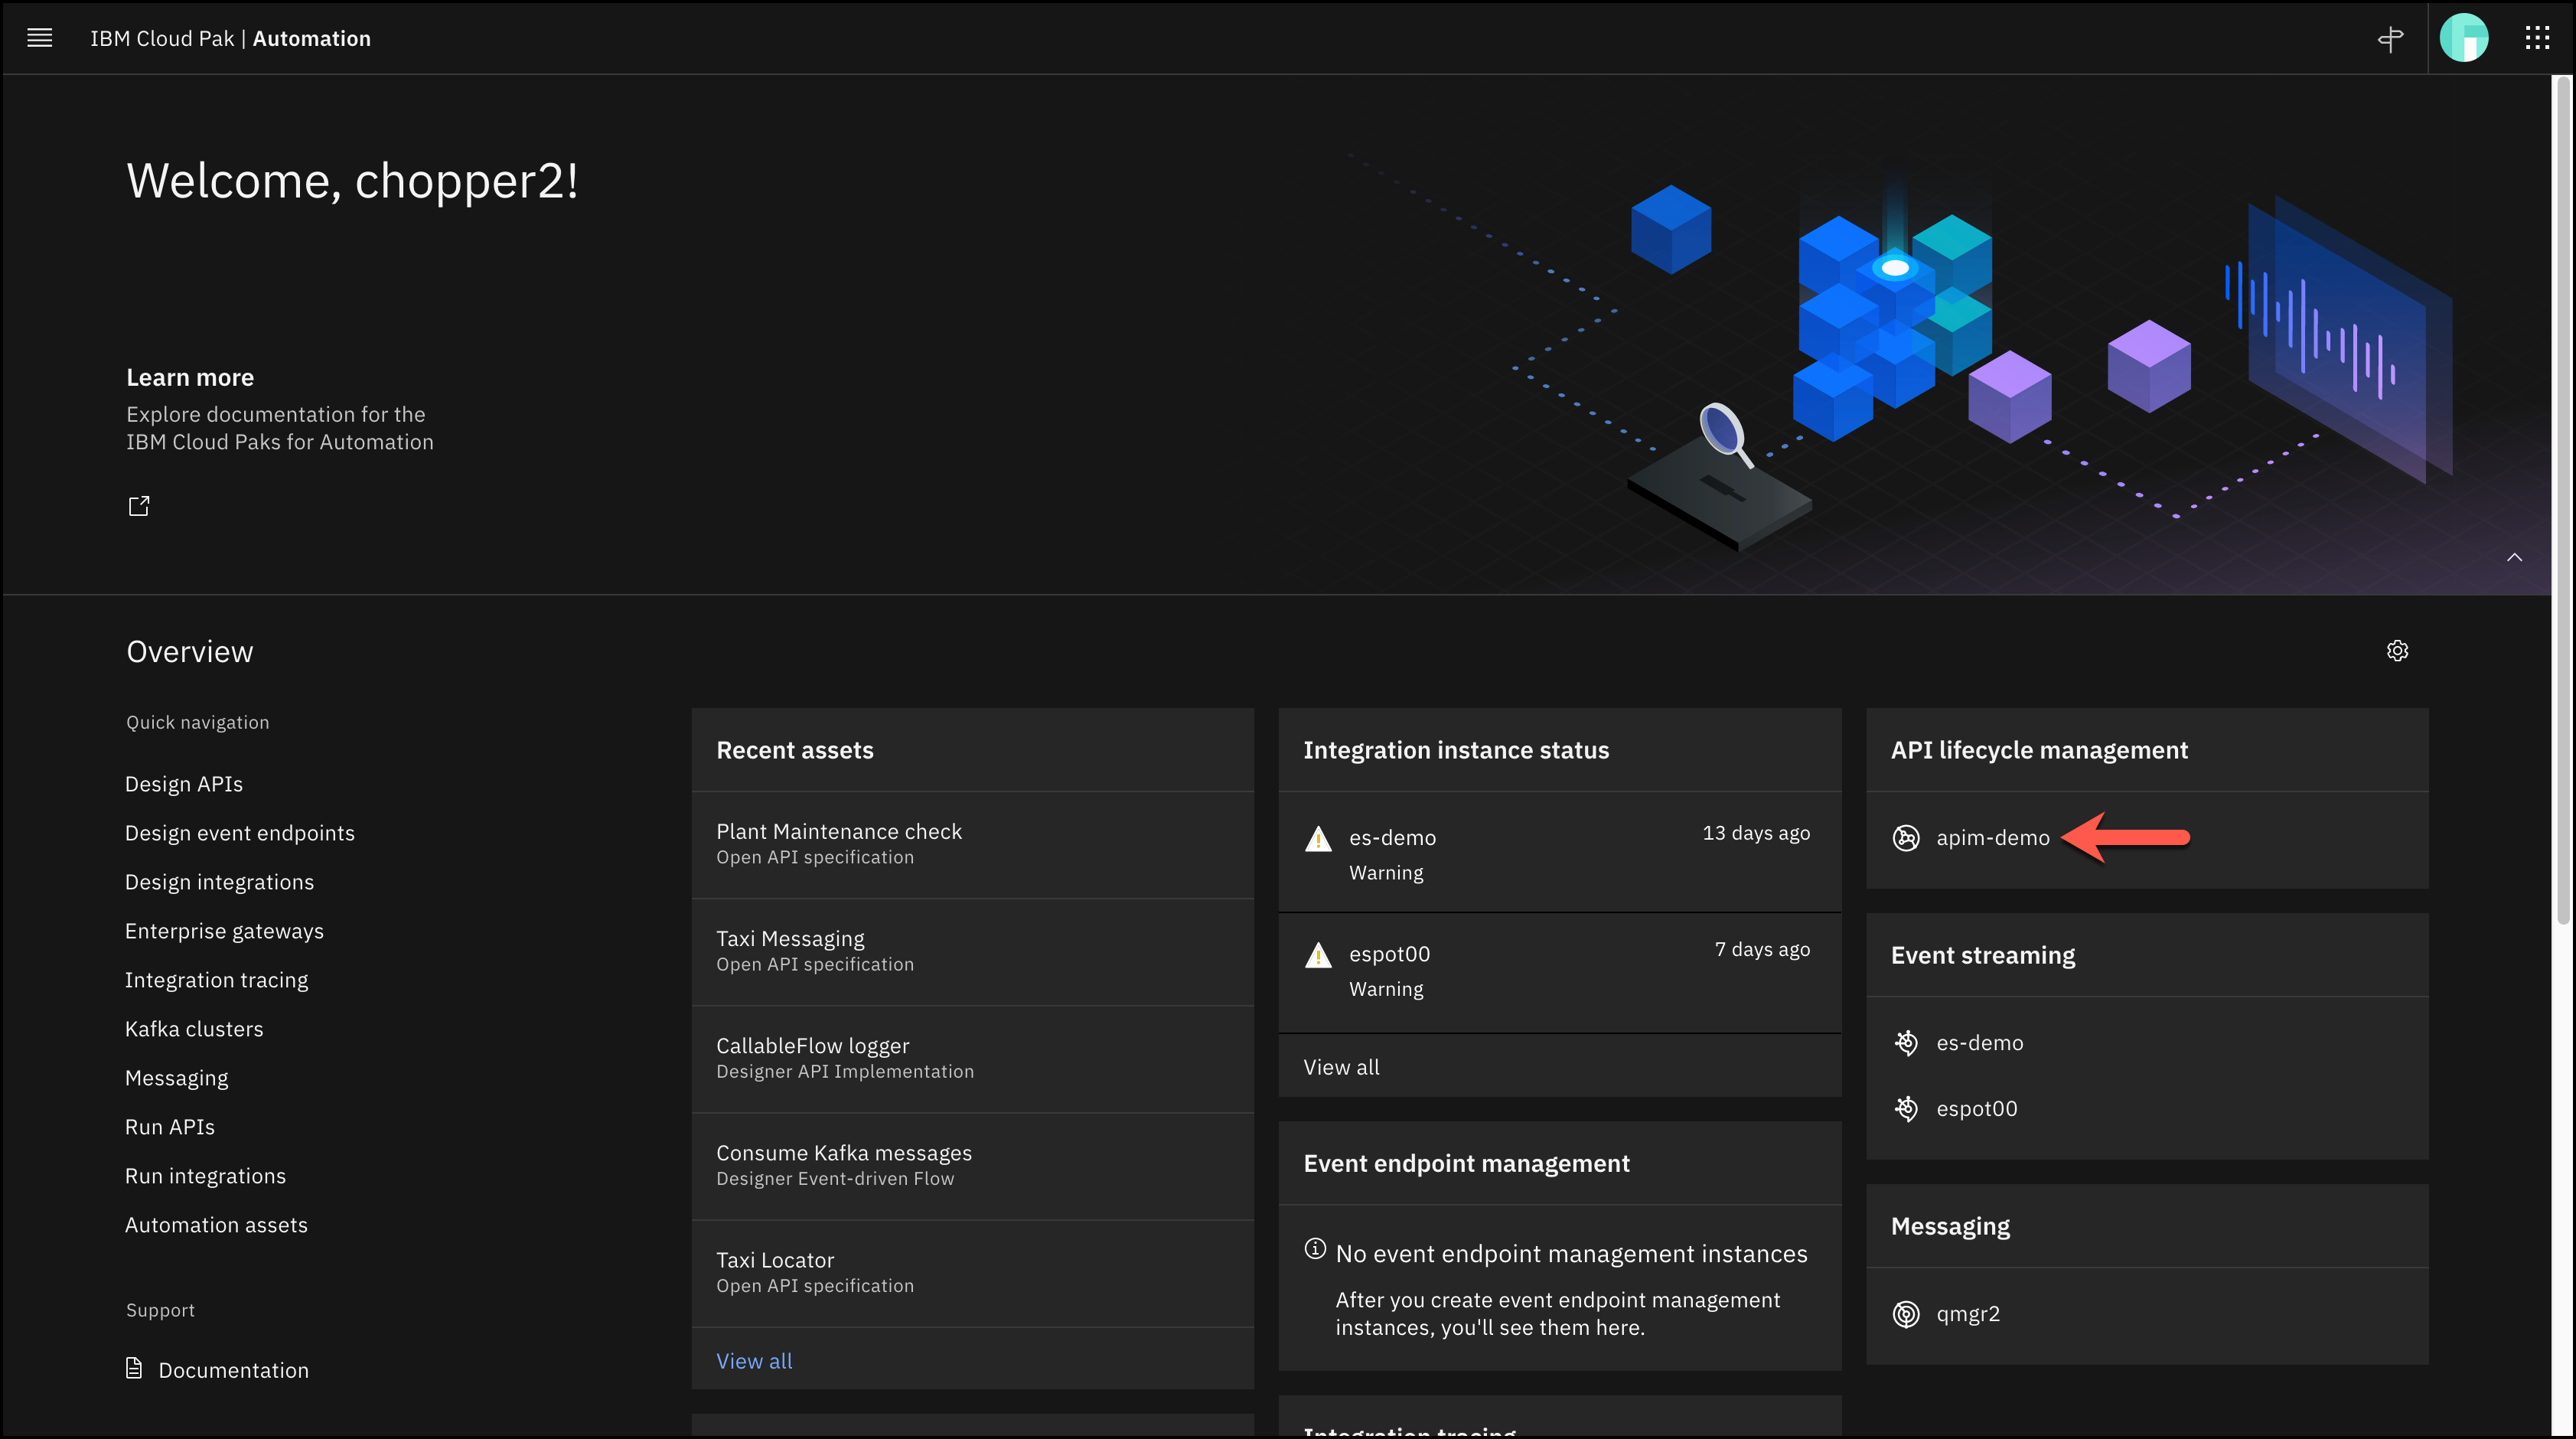 IBM Cloud Pak | Automation
Welcome, chopper2!
Learn more
Explore documentation for the
IBM Cloud Paks for Automation
Overview
Quick navigation
Design APIs
Design event endpoints
Design integrations
Enterprise gateways
Integration tracing
Kafka clusters
Messaging
Run APIs
Run integrations
Automation assets
Support
Documentation
Recent assets
Plant Maintenance check
Open API specification
Taxi Messaging
Open API specification
CallableFlow logger
Designer API Implementation
Consume Kafka messages
Designer Event-driven Flow
Taxi Locator
Open API specification
View all
Integration instance status
es-demo 13 days ago
Warning
espot00 7 days ago
Warning
View all
Event endpoint management
No event endpoint management instances
After you create event endpoint management
instances, you'll see them here.
Integration tracing
API lifecycle management
apim-demo
Event streaming
es-demo
espot00
Messaging
qmgr2